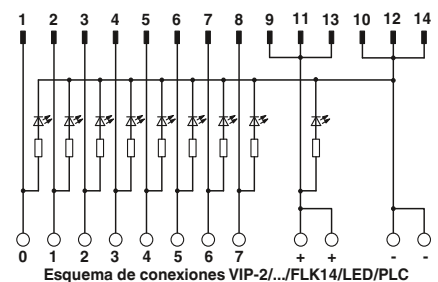 1 2 3 4 5 6 7 8 9 11 13 10 12 14
0 1 2 3 4 5 6 7 + + - -
Esquema de conexiones VIP-2/.../FLK14/LED/PLC